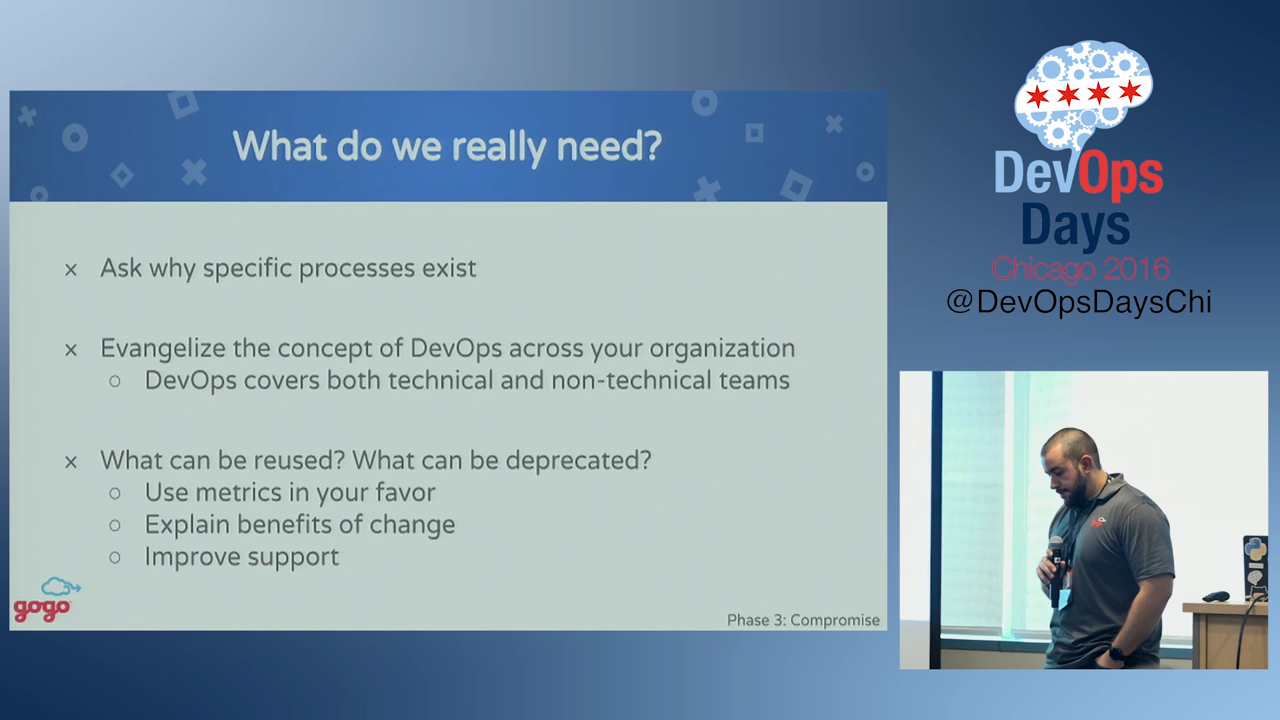 What do we really need?
x Ask why specific processes exist
x Evangelize the concept of DevOps across your organization
○ DevOps covers both technical and non-technical teams
x What can be reused? What can be deprecated?
○ Use metrics in your favor
○ Explain benefits of change
○ Improve support
gogo
Phase 3: Compromise
DevOps
Days
Chicago 2016
@DevOpsDaysChi